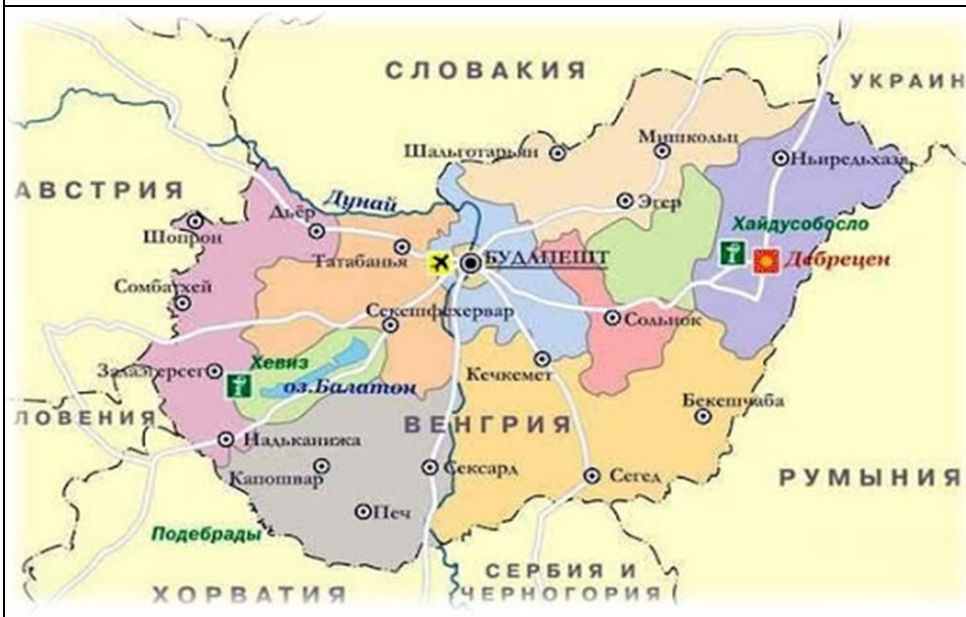 СЛОВАКИЯ
УКРАИН
Мишкольц
Шальготарьян
Ньиредьхаза
АВСТРИЯ
Дунай
Эгер
Дьёр
Хайдусобосло
Шопрон
Татабанья
БУДАПЕШТ
Дебрецен
Сомбатхей
Секешфехервар
Сольнок
Хевиз
Залаэгерсег
Кечкемет
оз.Балатон
Бекешчаба
ЛОВЕНИЯ
ВЕНГРИЯ
Надьканижа
Капошвар
Сексард
Сегед
РУМЫНИЯ
Печ
Подебрады
СЕРБИЯ И
ЧЕРНОГОРИЯ
ХОРВАТИЯ